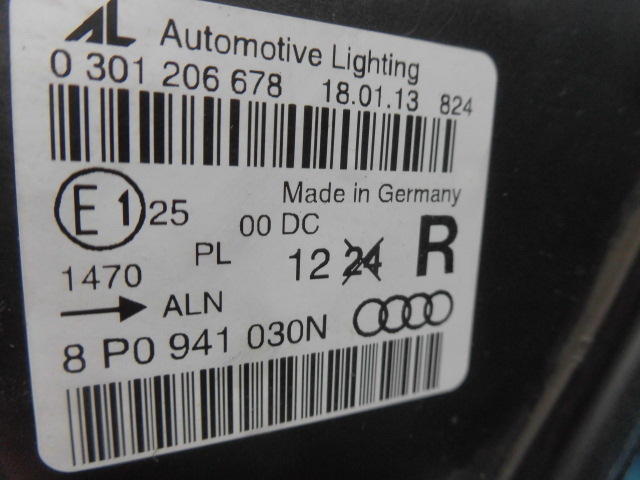 AL Automotive Lighting
0 301 206 678 18.01.13 824
Made in Germany
E1 25 00 DC
1470 PL 12 24 R
ALN
8 P0 941 030N